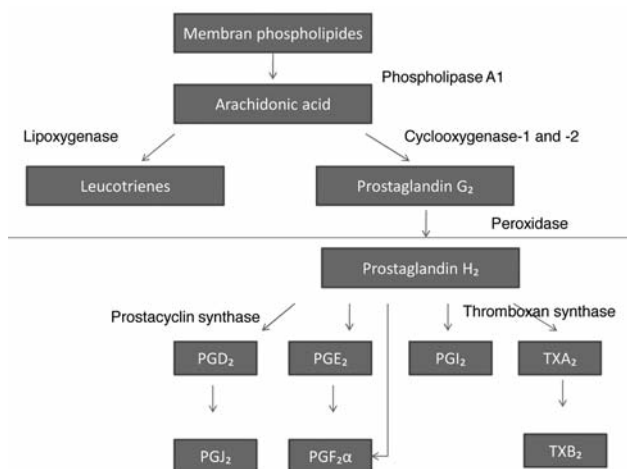 Membran phospholipides
Phospholipase A1
Arachidonic acid
Lipoxygenase
Cyclooxygenase-1 and -2
Leucotrienes
Prostaglandin G₂
Peroxidase
Prostaglandin H₂
Prostacyclin synthase
Thromboxan synthase
PGD₂
PGE₂
PGI₂
TXA₂
PGJ₂
PGF₂α
TXB₂